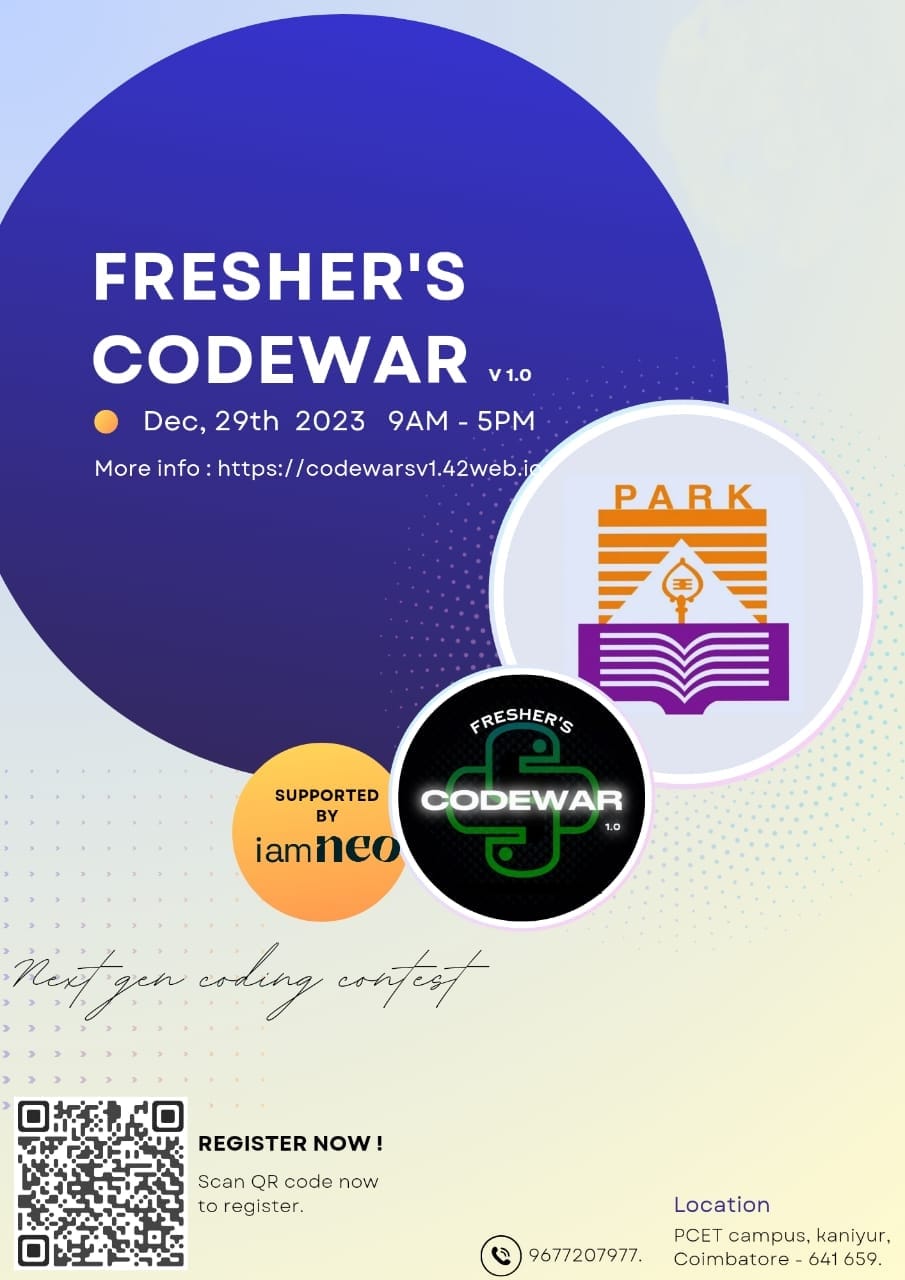 FRESHER'S
CODEWAR V 1.0
Dec, 29th 2023 9AM - 5PM
More info : https://codewarsv1.42web.io
PARK
FRESHER'S
CODEWAR
1.0
SUPPORTED
BY
iamneo
Next gen coding contest
REGISTER NOW !
Scan QR code now
to register.
9677207977.
Location
PCET campus, kaniyur,
Coimbatore - 641 659.